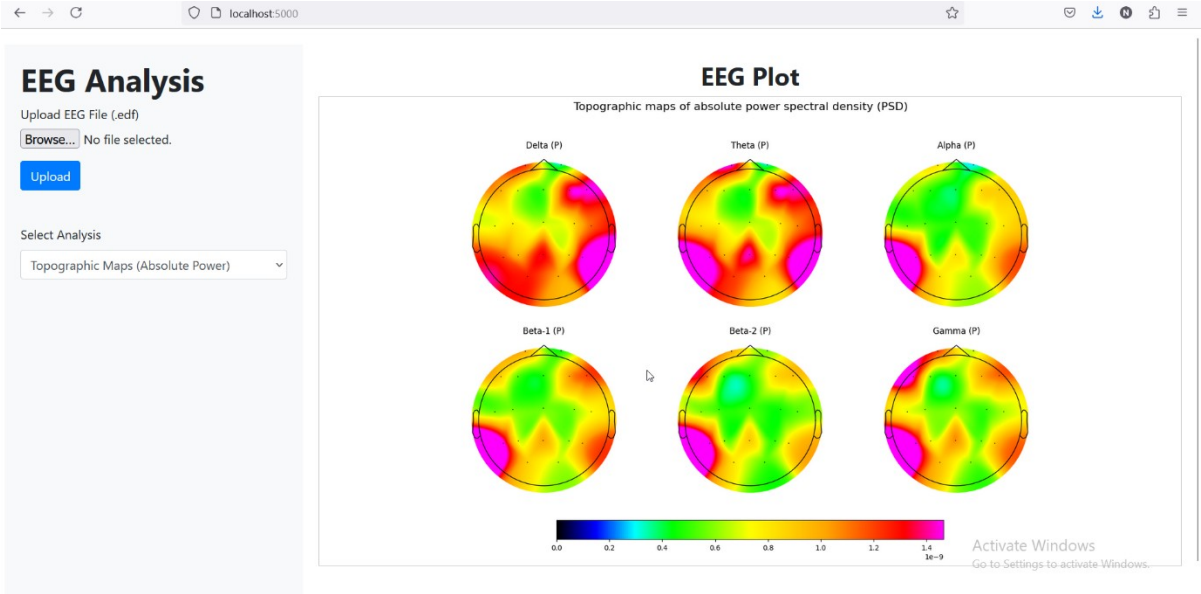 localhost:5000
N
EEG Analysis
Upload EEG File (.edf)
Browse... No file selected.
Upload
Select Analysis
Topographic Maps (Absolute Power)
EEG Plot
Topographic maps of absolute power spectral density (PSD)
Delta (P) Theta (P) Alpha (P)
Beta-1 (P) Beta-2 (P) Gamma (P)
0.0 0.2 0.4 0.6 0.8 1.0 1.2 1.4
1e−9
Activate Windows
Go to Settings to activate Windows.